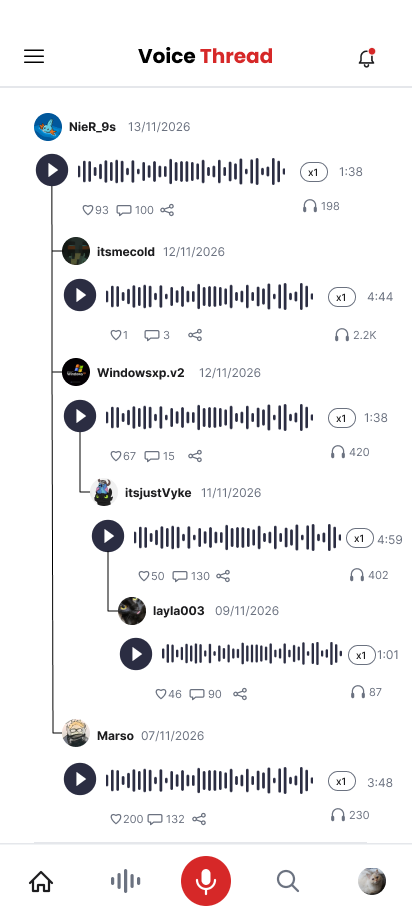 Voice Thread
NieR_9s 13/11/2026
x1 1:38
93 100 198
itsmecold 12/11/2026
x1 4:44
1 3 2.2K
Windowsxp.v2 12/11/2026
x1 1:38
67 15 420
itsjustVyke 11/11/2026
x1 4:59
50 130 402
layla003 09/11/2026
x1 1:01
46 90 87
Marso 07/11/2026
x1 3:48
200 132 230